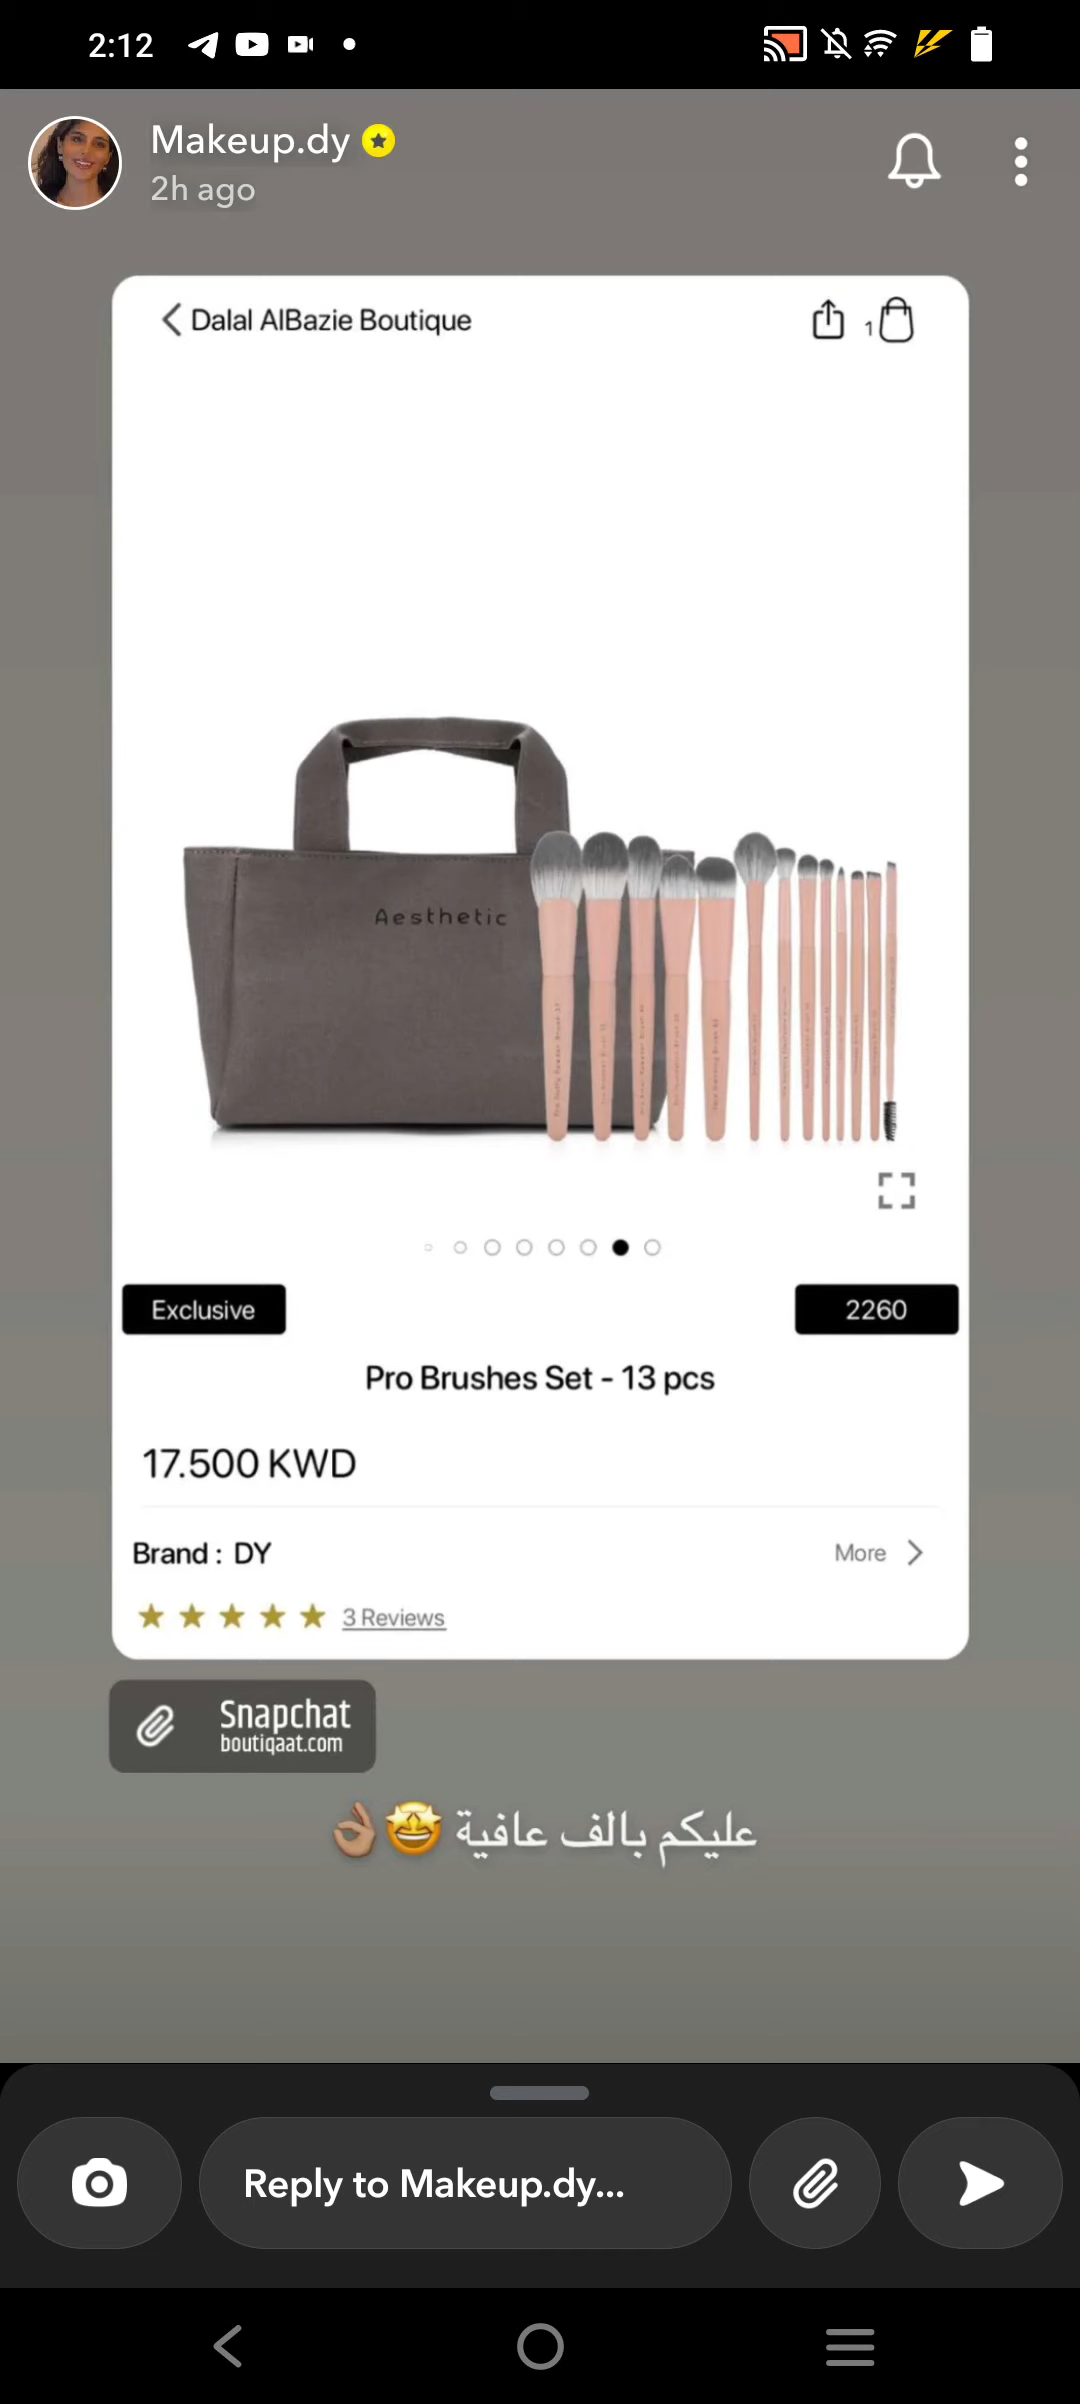 2:12
Makeup.dy
2h ago
Dalal AlBazie Boutique
1
Aesthetic
Exclusive
2260
Pro Brushes Set - 13 pcs
17.500 KWD
Brand : DY
More
3 Reviews
Snapchat
boutiqaat.com
عليكم بالف عافية 🤩👌🏽
Reply to Makeup.dy...